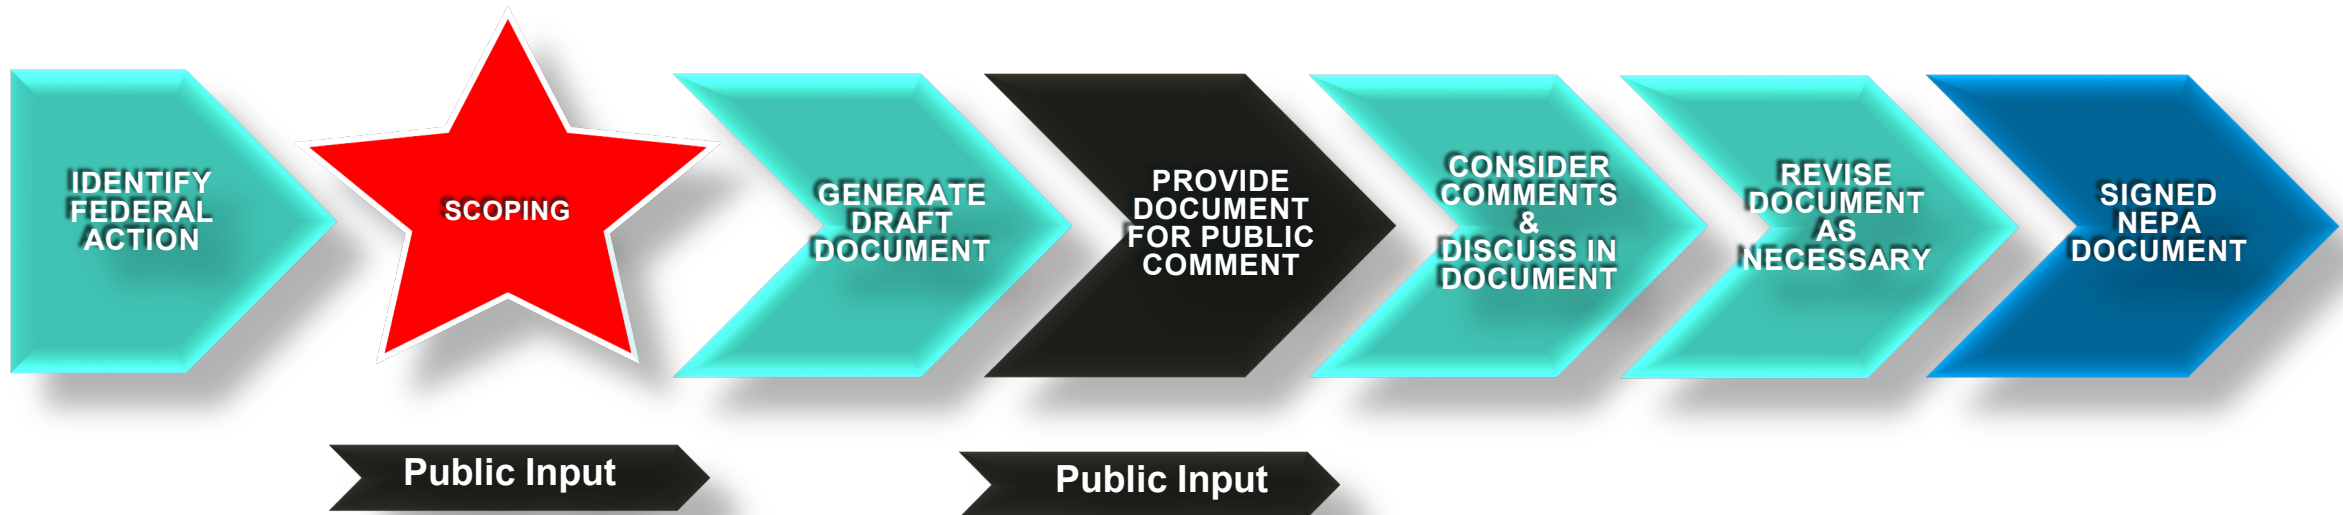 IDENTIFY
FEDERAL
ACTION
SCOPING
GENERATE
DRAFT
DOCUMENT
PROVIDE
DOCUMENT
FOR PUBLIC
COMMENT
CONSIDER
COMMENTS
&
DISCUSS IN
DOCUMENT
REVISE
DOCUMENT
AS
NECESSARY
SIGNED
NEPA
DOCUMENT
Public Input
Public Input